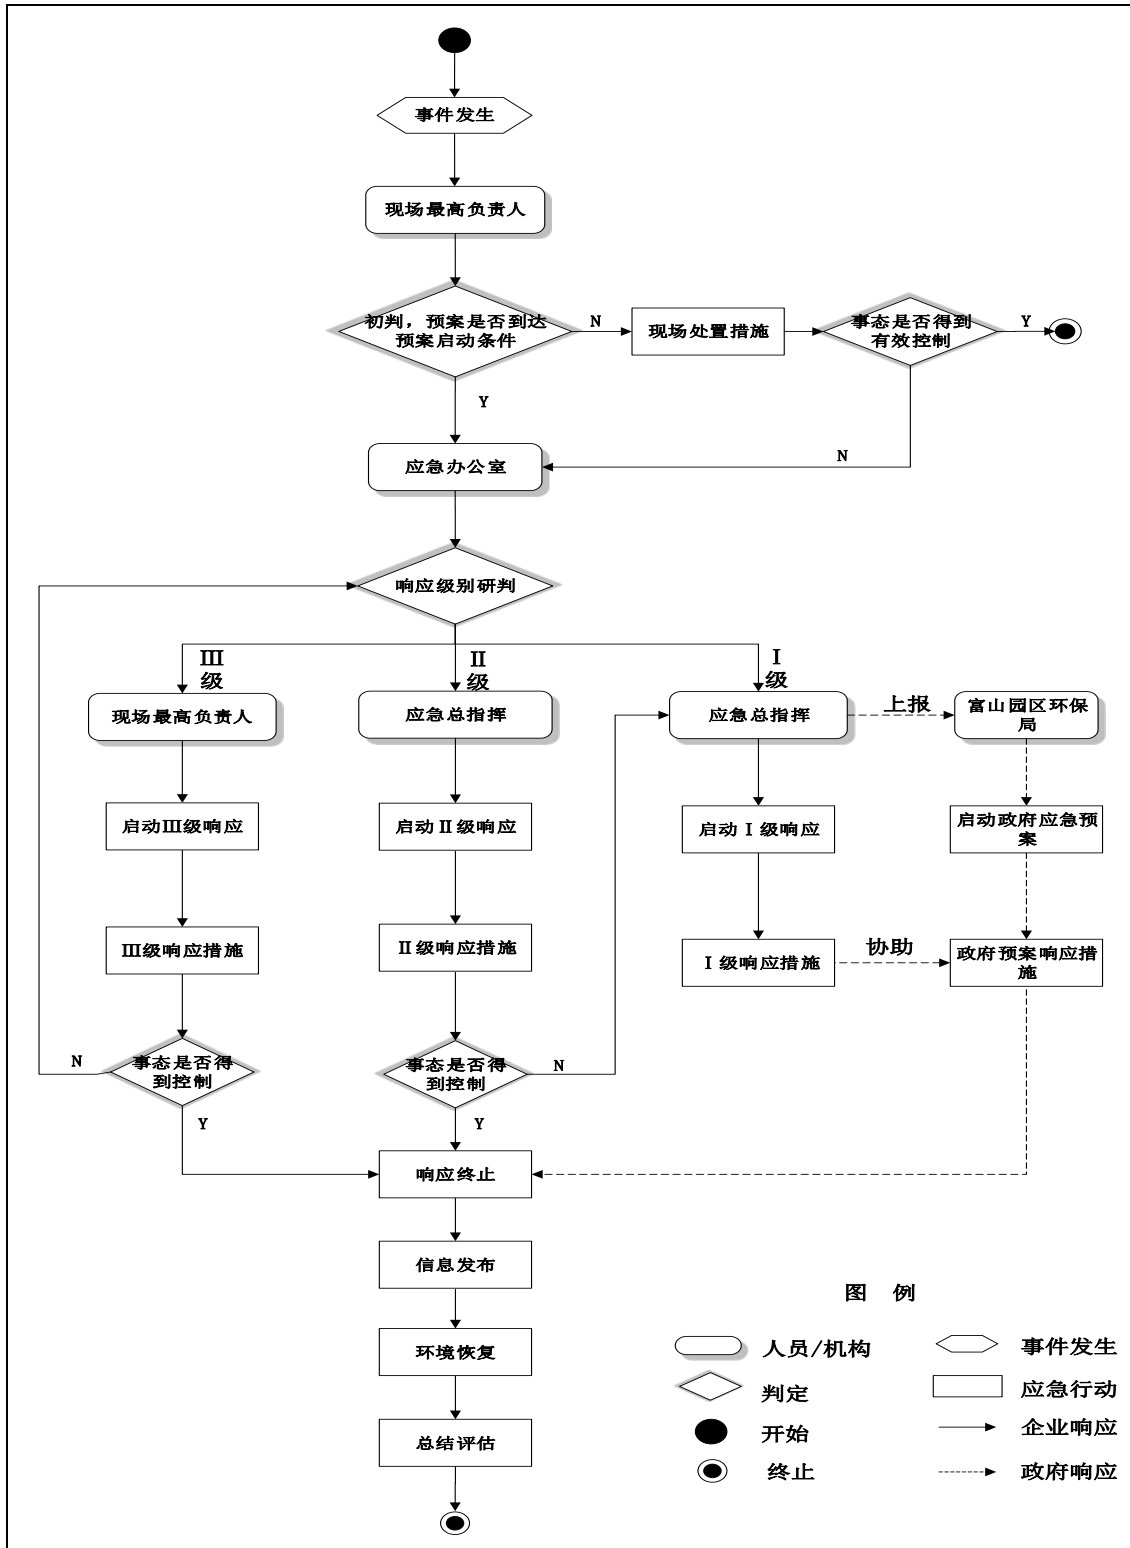 事件发生
现场最高负责人
初判，预案是否到达
预案启动条件
N
现场处置措施
事态是否得到
有效控制
Y
Y
N
应急办公室
响应级别研判
III
级
II
级
I
级
现场最高负责人
应急总指挥
应急总指挥
上报
富山园区环保
局
启动III级响应
启动II级响应
启动 I 级响应
启动政府应急预
案
III级响应措施
II级响应措施
I 级响应措施
协助
政府预案响应措
施
N
事态是否得
到控制
事态是否得
到控制
N
Y
Y
响应终止
信息发布
环境恢复
总结评估
图 例
人员/机构
事件发生
判定
应急行动
开始
企业响应
终止
政府响应